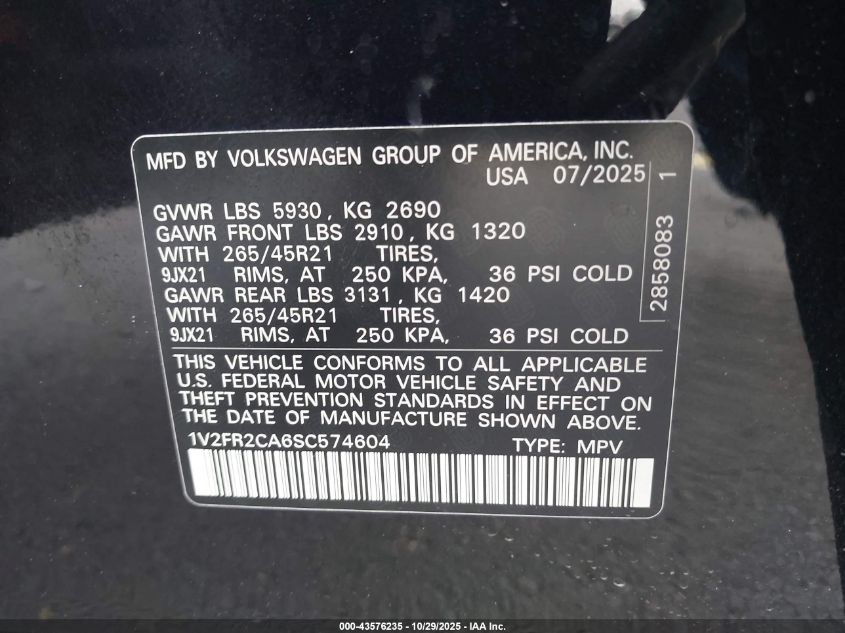 MFD BY VOLKSWAGEN GROUP OF AMERICA, INC.
USA 07/2025
GVWR LBS 5930, KG 2690
GAWR FRONT LBS 2910, KG 1320
WITH 265/45R21 TIRES,
9JX21 RIMS, AT 250 KPA, 36 PSI COLD
GAWR REAR LBS 3131, KG 1420
WITH 265/45R21 TIRES,
9JX21 RIMS, AT 250 KPA, 36 PSI COLD
2858083 1
THIS VEHICLE CONFORMS TO ALL APPLICABLE
U.S. FEDERAL MOTOR VEHICLE SAFETY AND
THEFT PREVENTION STANDARDS IN EFFECT ON
THE DATE OF MANUFACTURE SHOWN ABOVE.
1V2FR2CA6SC574604 TYPE: MPV
000-43576235 - 10/29/2025 - IAA Inc.